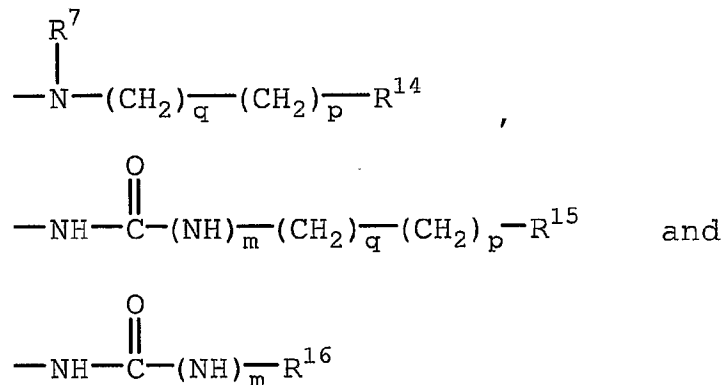 R⁷
—N—(CH₂)q—(CH₂)p—R¹⁴ ,
O
—NH—C—(NH)m—(CH₂)q—(CH₂)p—R¹⁵ and
O
—NH—C—(NH)m—R¹⁶